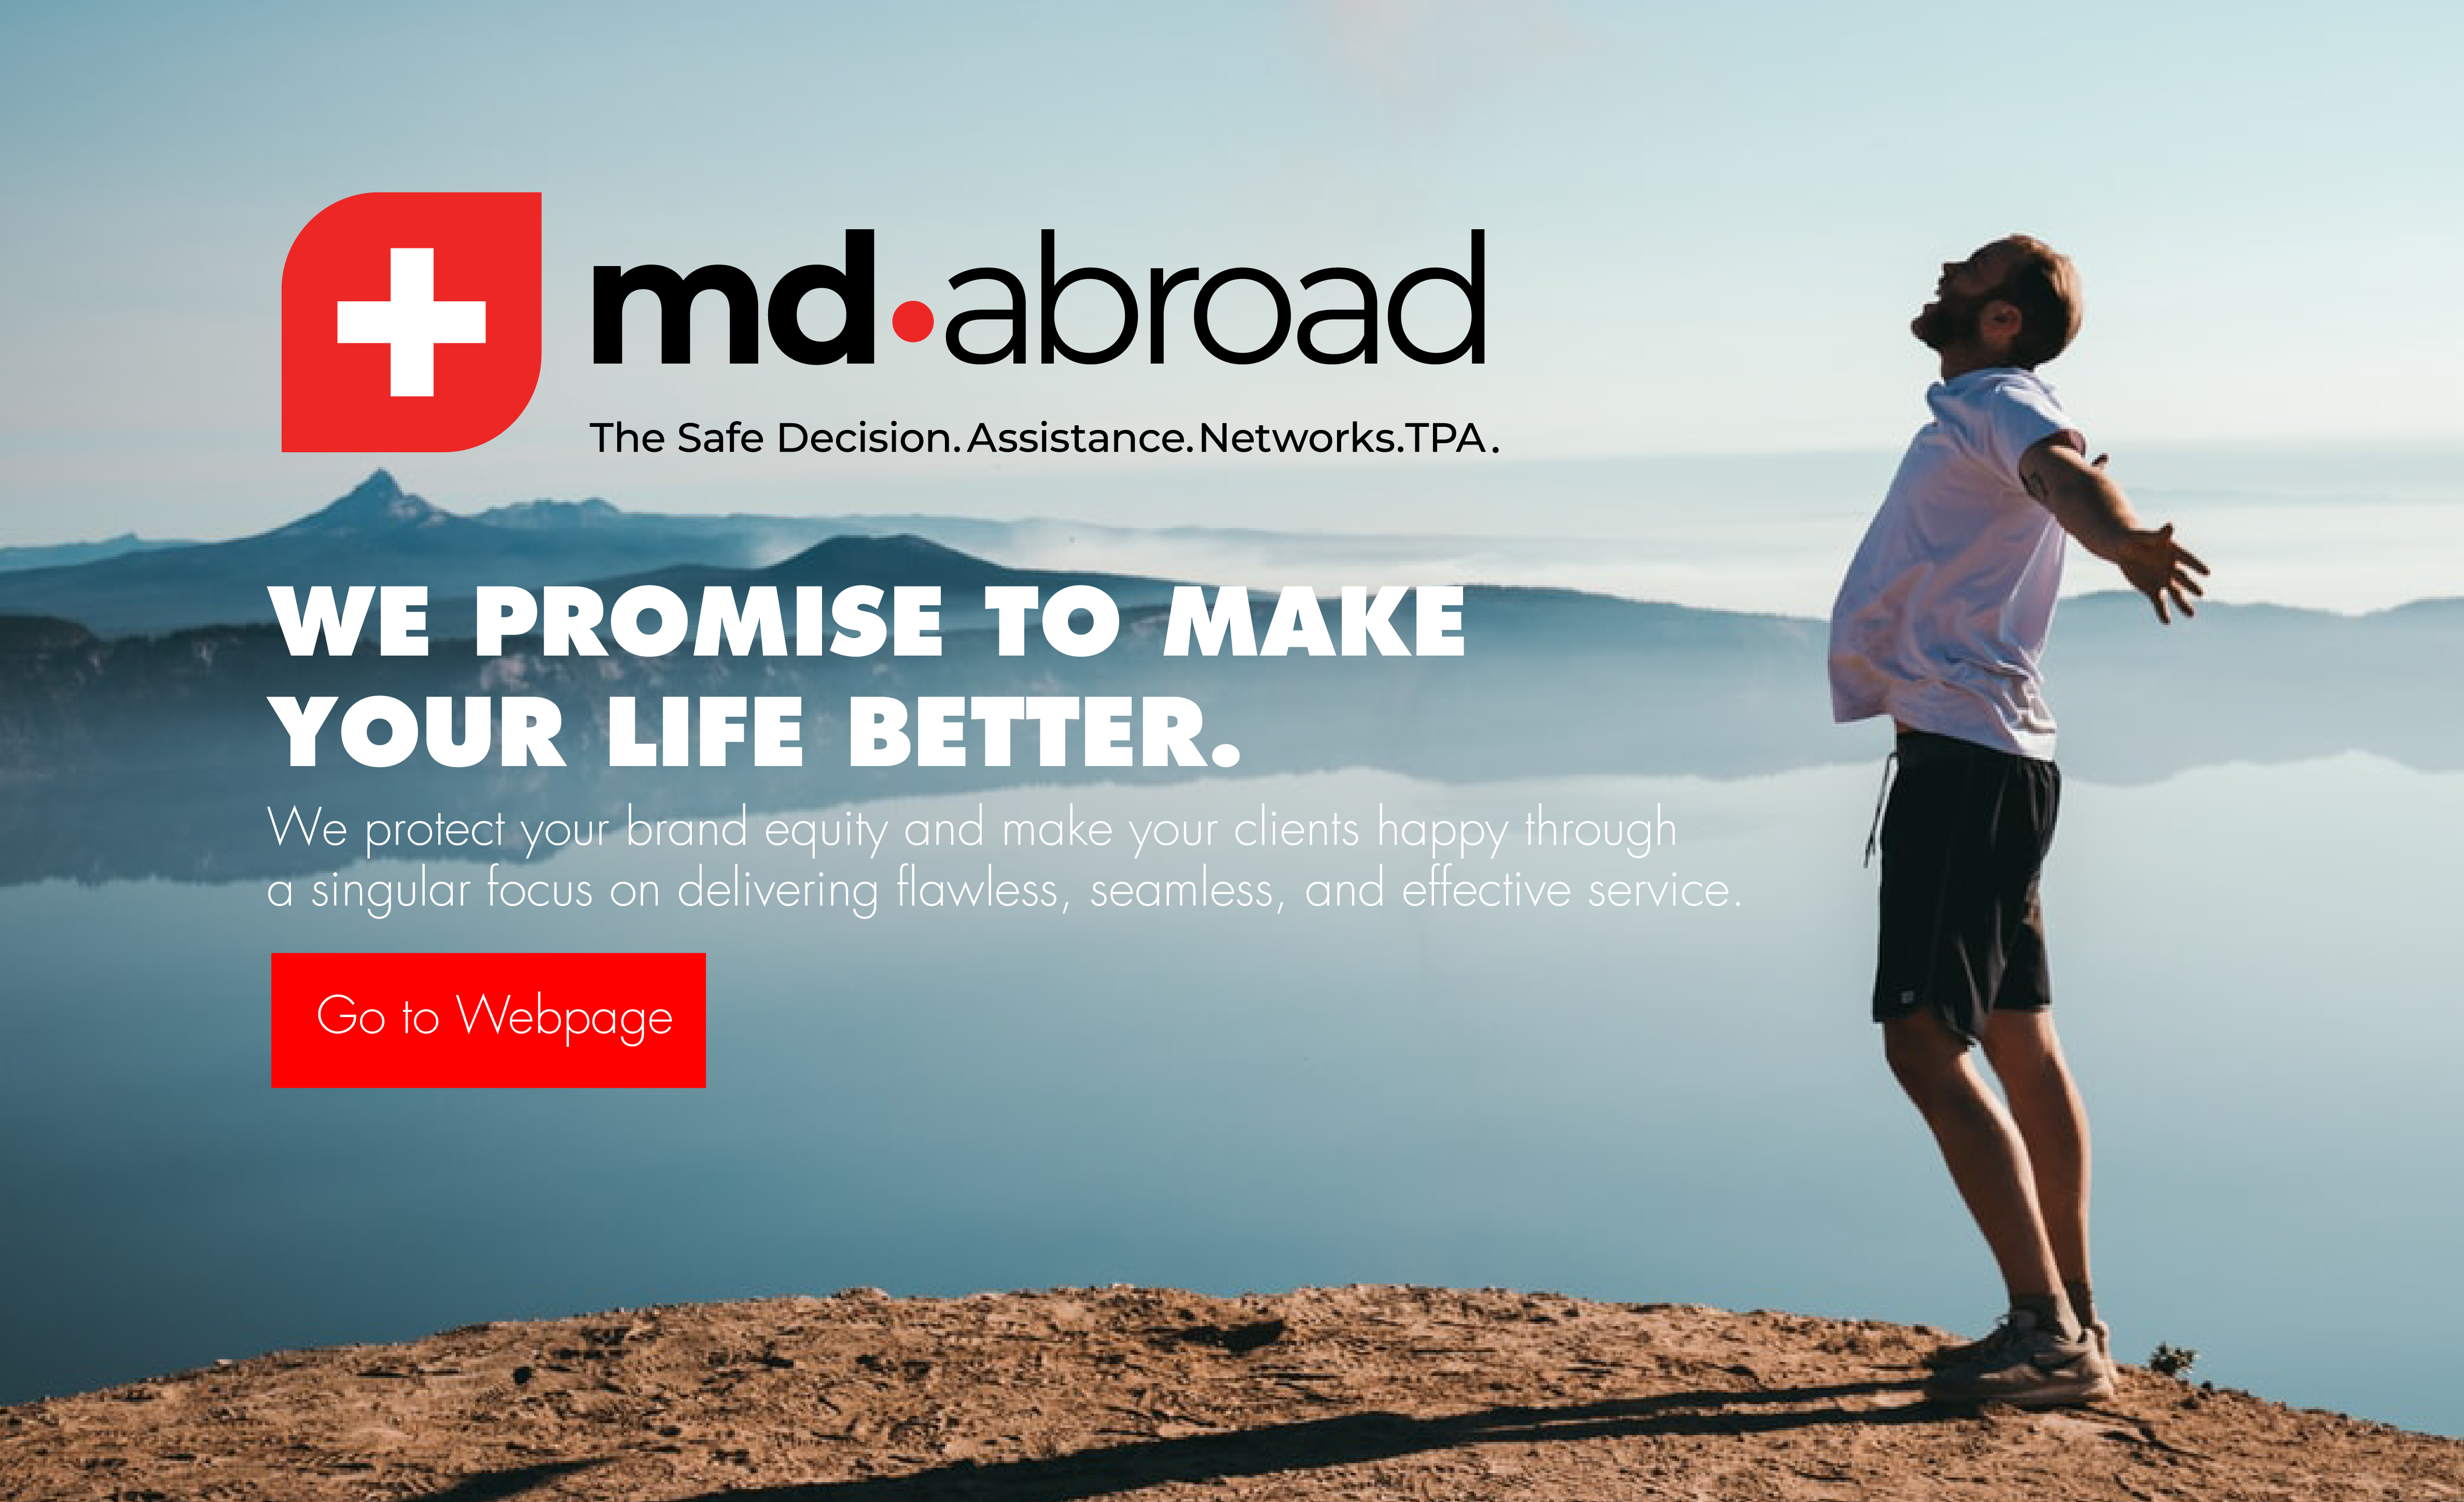 md•abroad
The Safe Decision.Assistance.Networks.TPA.
WE PROMISE TO MAKE
YOUR LIFE BETTER.
We protect your brand equity and make your clients happy through
a singular focus on delivering flawless, seamless, and effective service.
Go to Webpage